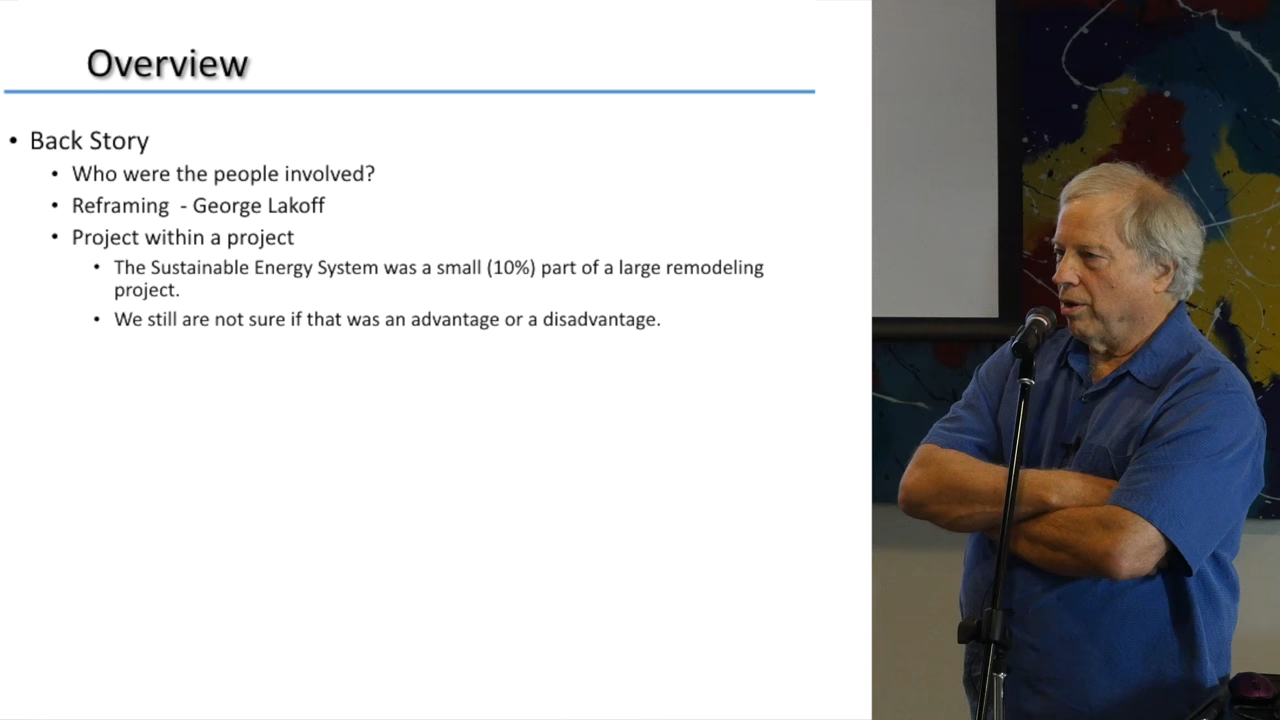 Overview
• Back Story
• Who were the people involved?
• Reframing - George Lakoff
• Project within a project
• The Sustainable Energy System was a small (10%) part of a large remodeling
project.
• We still are not sure if that was an advantage or a disadvantage.